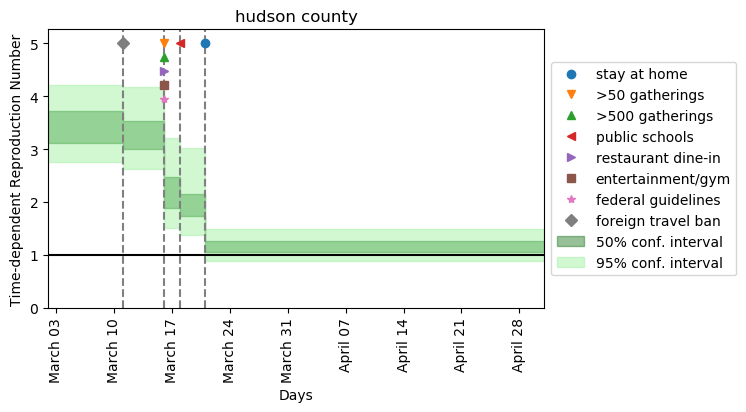 hudson county
Time-dependent Reproduction Number
5
4
3
2
1
0
March 03
March 10
March 17
March 24
March 31
April 07
April 14
April 21
April 28
Days
stay at home
>50 gatherings
>500 gatherings
public schools
restaurant dine-in
entertainment/gym
federal guidelines
foreign travel ban
50% conf. interval
95% conf. interval